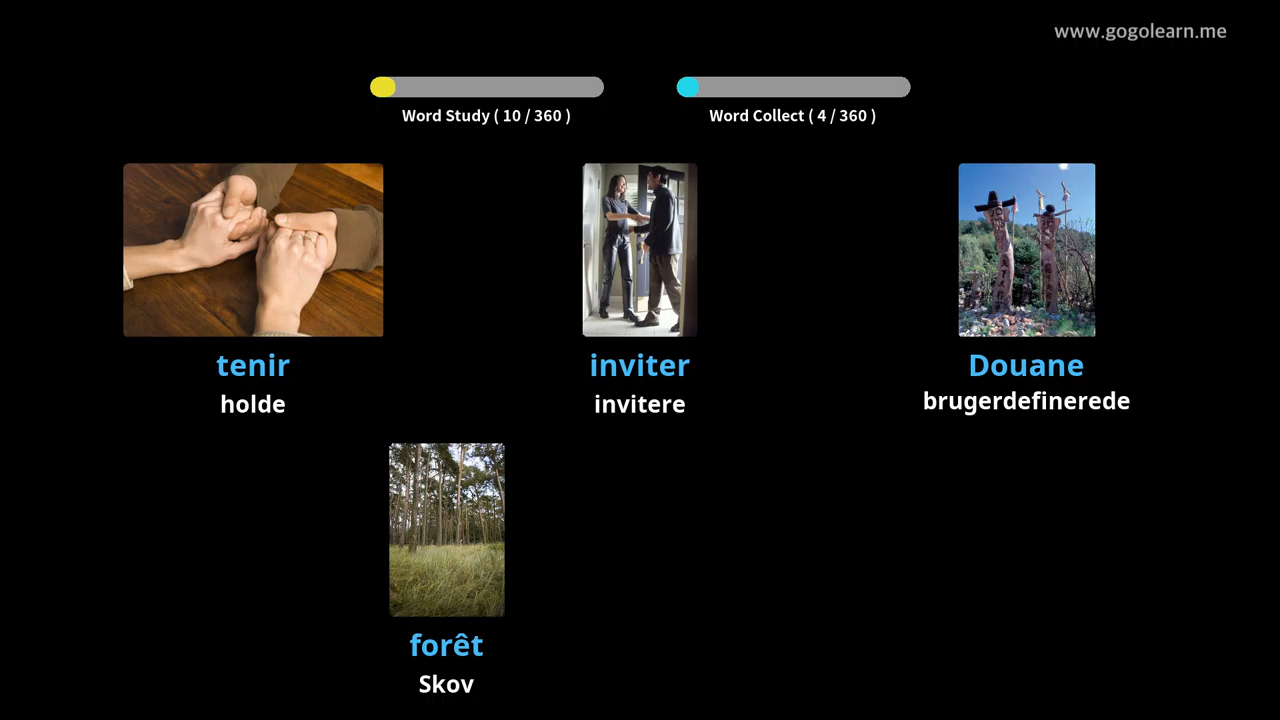 www.gogolearn.me
Word Study ( 10 / 360 )
Word Collect ( 4 / 360 )
tenir
holde
inviter
invitere
Douane
brugerdefinerede
forêt
Skov